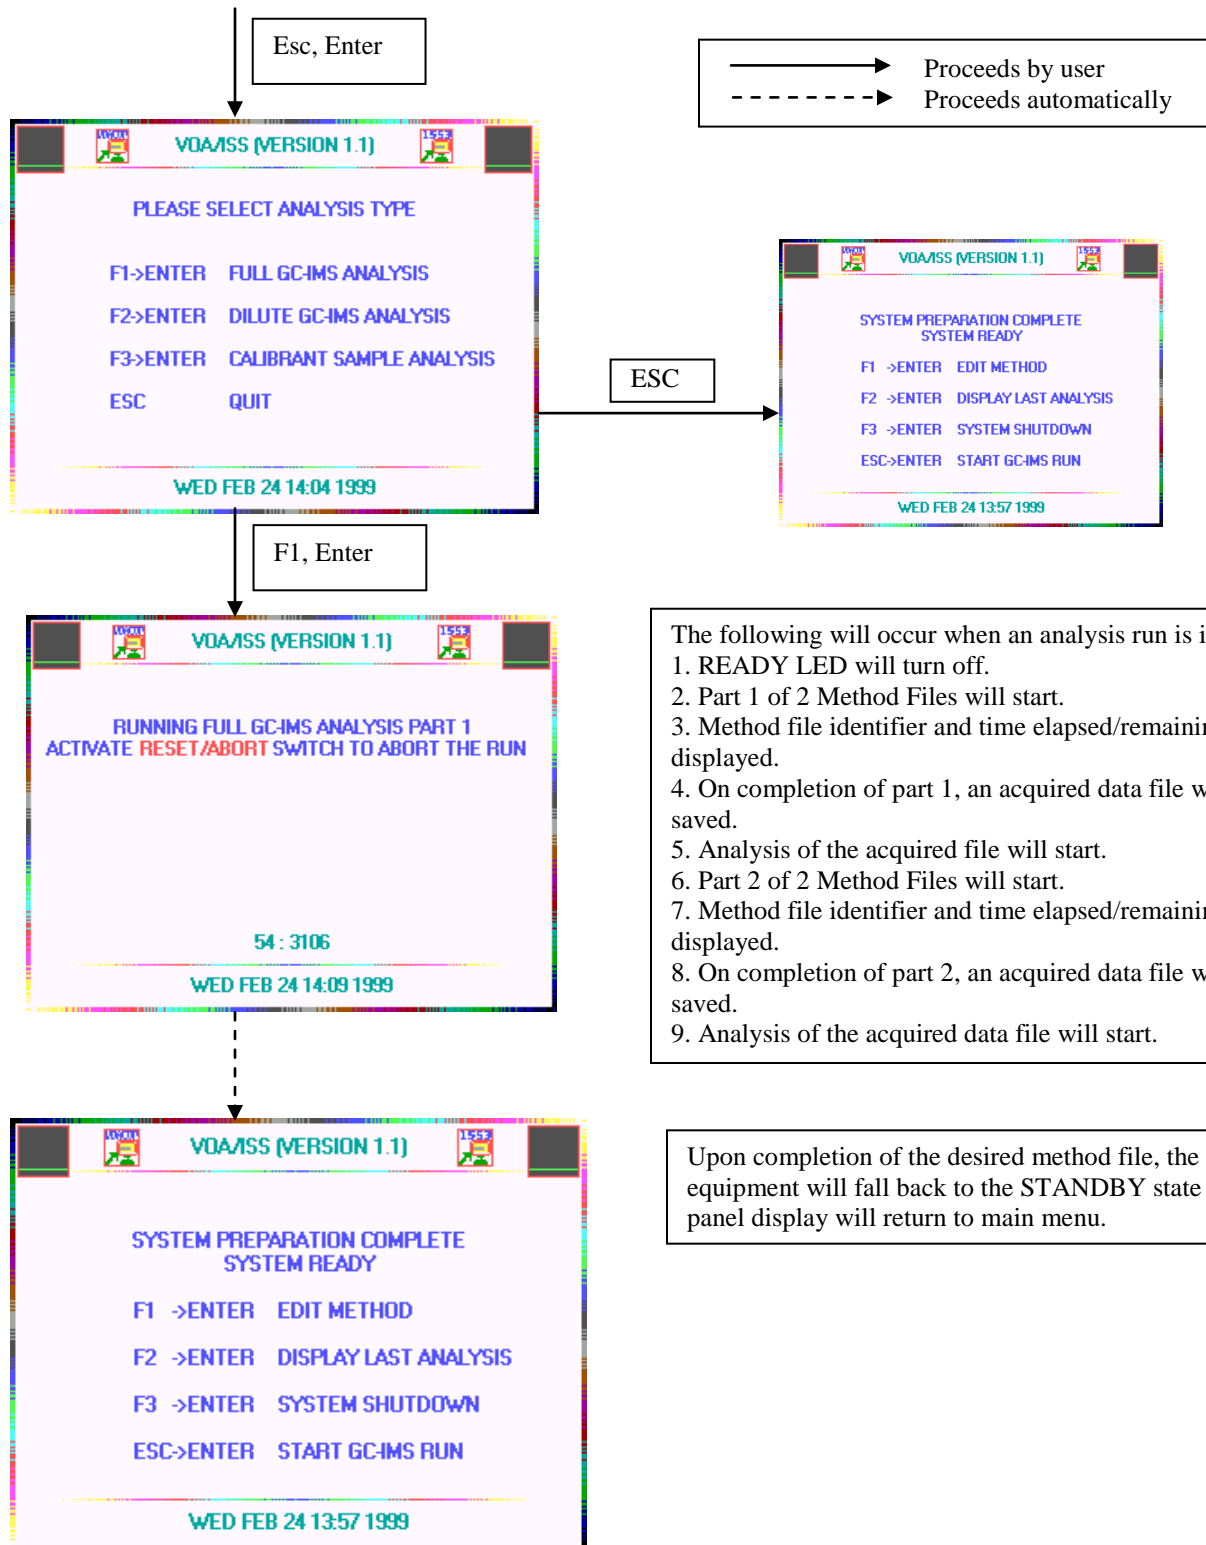 Esc, Enter
Proceeds by user
Proceeds automatically
VOACOP
VOA/ISS (VERSION 1.1)
1553
PLEASE SELECT ANALYSIS TYPE
F1->ENTER FULL GC-IMS ANALYSIS
F2->ENTER DILUTE GC-IMS ANALYSIS
F3->ENTER CALIBRANT SAMPLE ANALYSIS
ESC QUIT
WED FEB 24 14:04 1999
ESC
VOA/ISS (VERSION 1.1)
1553
SYSTEM PREPARATION COMPLETE
SYSTEM READY
F1 ->ENTER EDIT METHOD
F2 ->ENTER DISPLAY LAST ANALYSIS
F3 ->ENTER SYSTEM SHUTDOWN
ESC->ENTER START GC-IMS RUN
WED FEB 24 13:57 1999
F1, Enter
VOA/ISS (VERSION 1.1)
1553
RUNNING FULL GC-IMS ANALYSIS PART 1
ACTIVATE RESET/ABORT SWITCH TO ABORT THE RUN
54 : 3106
WED FEB 24 14:09 1999
The following will occur when an analysis run is i
1. READY LED will turn off.
2. Part 1 of 2 Method Files will start.
3. Method file identifier and time elapsed/remainin
displayed.
4. On completion of part 1, an acquired data file w
saved.
5. Analysis of the acquired file will start.
6. Part 2 of 2 Method Files will start.
7. Method file identifier and time elapsed/remainin
displayed.
8. On completion of part 2, an acquired data file w
saved.
9. Analysis of the acquired data file will start.
VOA/ISS (VERSION 1.1)
1553
SYSTEM PREPARATION COMPLETE
SYSTEM READY
F1 ->ENTER EDIT METHOD
F2 ->ENTER DISPLAY LAST ANALYSIS
F3 ->ENTER SYSTEM SHUTDOWN
ESC->ENTER START GC-IMS RUN
WED FEB 24 13:57 1999
Upon completion of the desired method file, the
equipment will fall back to the STANDBY state
panel display will return to main menu.